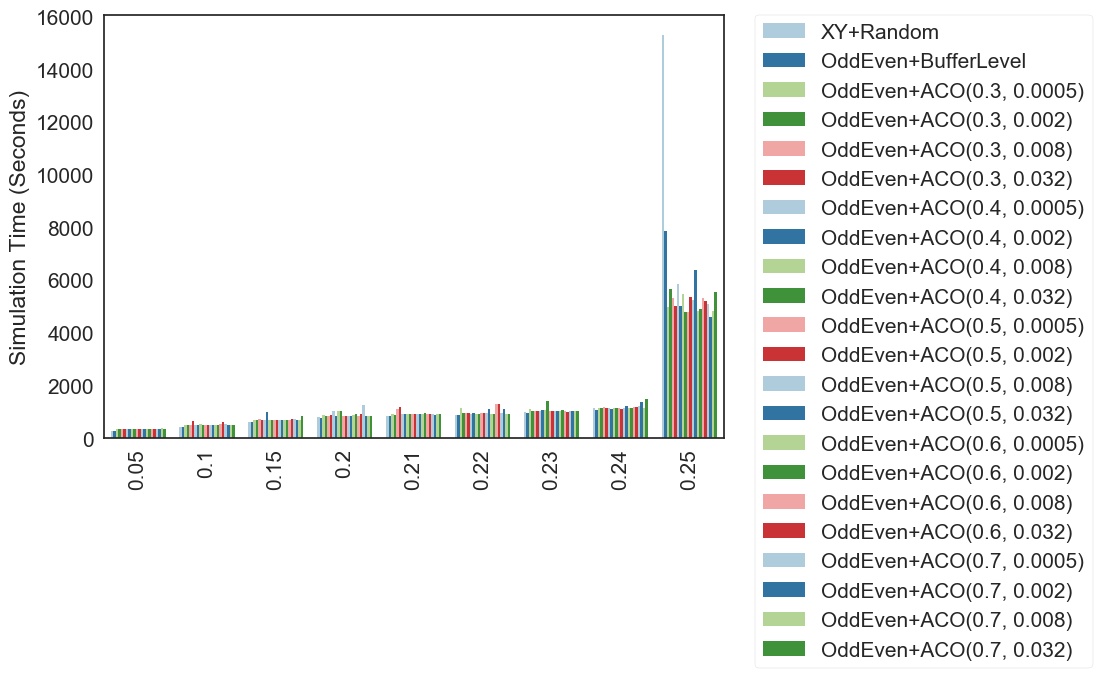 16000
14000
12000
10000
8000
6000
4000
2000
0
Simulation Time (Seconds)
0.05
0.1
0.15
0.2
0.21
0.22
0.23
0.24
0.25
XY+Random
OddEven+BufferLevel
OddEven+ACO(0.3, 0.0005)
OddEven+ACO(0.3, 0.002)
OddEven+ACO(0.3, 0.008)
OddEven+ACO(0.3, 0.032)
OddEven+ACO(0.4, 0.0005)
OddEven+ACO(0.4, 0.002)
OddEven+ACO(0.4, 0.008)
OddEven+ACO(0.4, 0.032)
OddEven+ACO(0.5, 0.0005)
OddEven+ACO(0.5, 0.002)
OddEven+ACO(0.5, 0.008)
OddEven+ACO(0.5, 0.032)
OddEven+ACO(0.6, 0.0005)
OddEven+ACO(0.6, 0.002)
OddEven+ACO(0.6, 0.008)
OddEven+ACO(0.6, 0.032)
OddEven+ACO(0.7, 0.0005)
OddEven+ACO(0.7, 0.002)
OddEven+ACO(0.7, 0.008)
OddEven+ACO(0.7, 0.032)